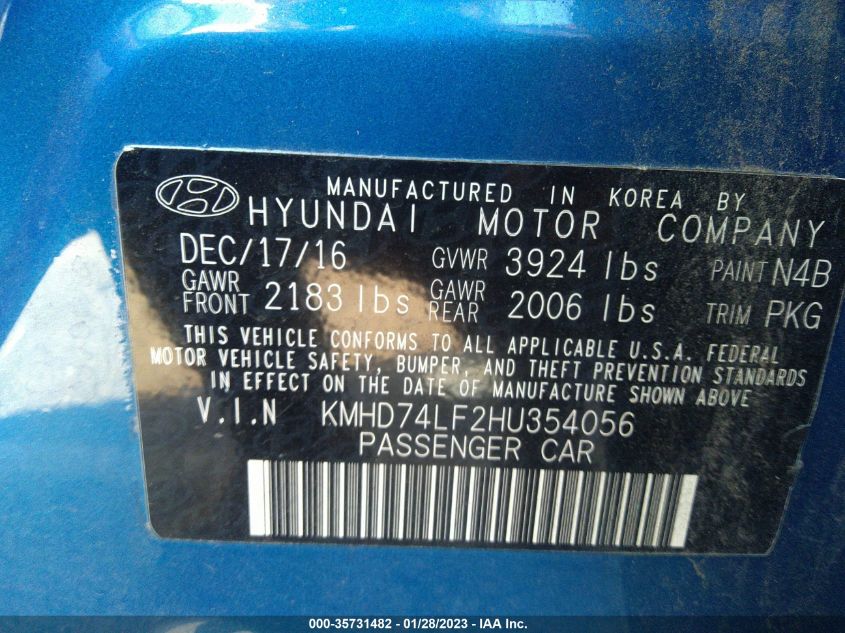 MANUFACTURED IN KOREA BY
HYUNDAI MOTOR COMPANY
DEC/17/16 GVWR 3924 lbs PAINT N4B
GAWR FRONT 2183 lbs GAWR REAR 2006 lbs TRIM PKG
THIS VEHICLE CONFORMS TO ALL APPLICABLE U.S.A. FEDERAL
MOTOR VEHICLE SAFETY, BUMPER, AND THEFT PREVENTION STANDARDS
IN EFFECT ON THE DATE OF MANUFACTURE SHOWN ABOVE
V.I.N KMHD74LF2HU354056
PASSENGER CAR
000-35731482 - 01/28/2023 - IAA Inc.